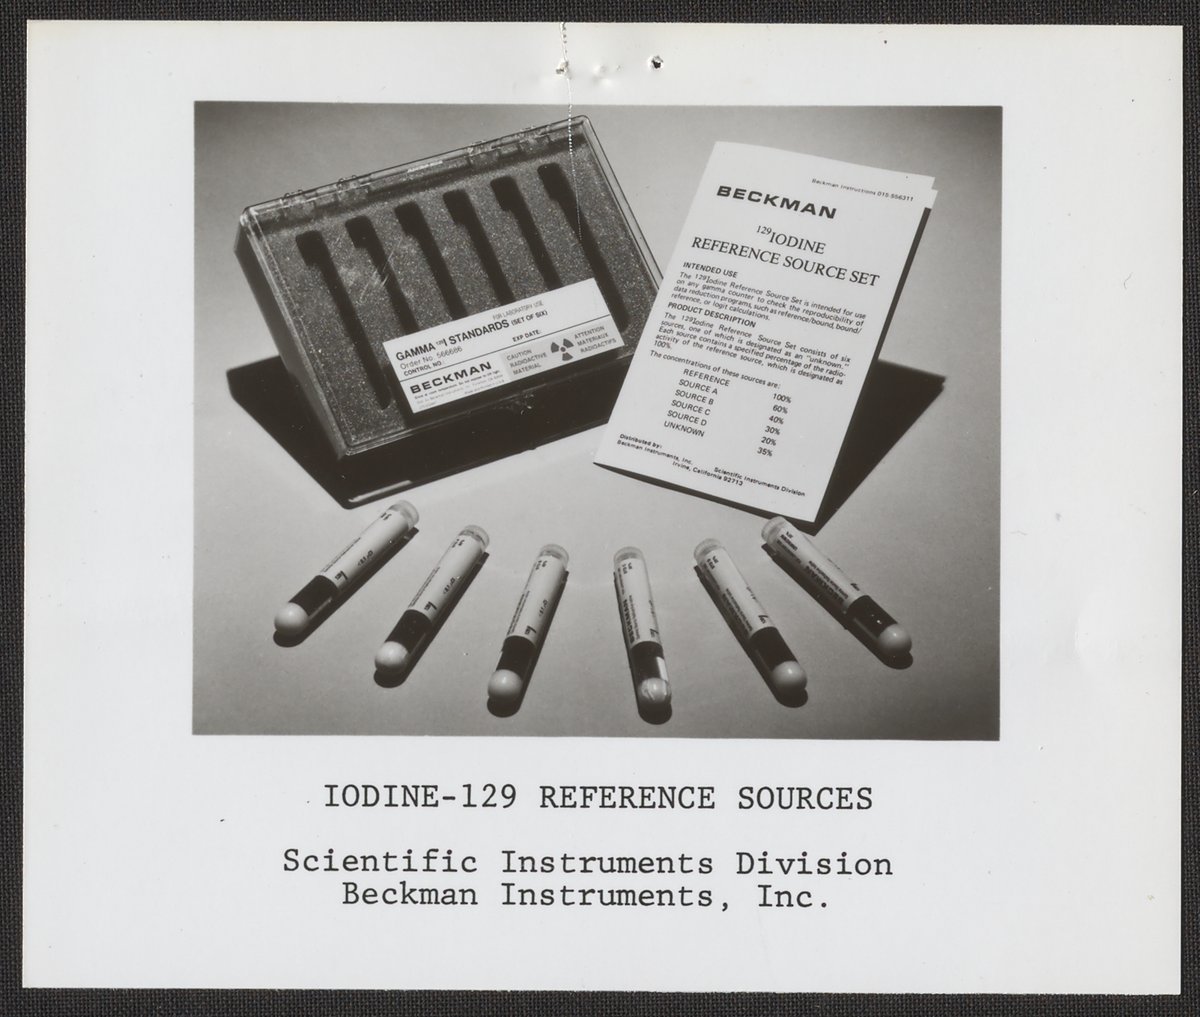 GAMMA 129I STANDARDS (SET OF SIX)
FOR LABORATORY USE
Order No. 566686
CONTROL NO.
EXP DATE:
BECKMAN
CAUTION
RADIOACTIVE
MATERIAL
ATTENTION
MATERIAUX
RADIOACTIFS
Beckman Instructions 015-556311
BECKMAN
129IODINE
REFERENCE SOURCE SET
INTENDED USE
The 129Iodine Reference Source Set is intended for use
on any gamma counter to check the reproducibility of
data reduction programs, such as reference/bound, bound/
reference, or logit calculations.
PRODUCT DESCRIPTION
The 129Iodine Reference Source Set consists of six
sources, one of which is designated as an "unknown."
Each source contains a specified percentage of the radio-
activity of the reference source, which is designated as
100%.
The concentrations of these sources are:
REFERENCE 100%
SOURCE A 60%
SOURCE B 40%
SOURCE C 30%
SOURCE D 20%
UNKNOWN 35%
Distributed by:
Beckman Instruments, Inc. Scientific Instruments Division
Irvine, California 92713
IODINE-129 REFERENCE SOURCES
Scientific Instruments Division
Beckman Instruments, Inc.